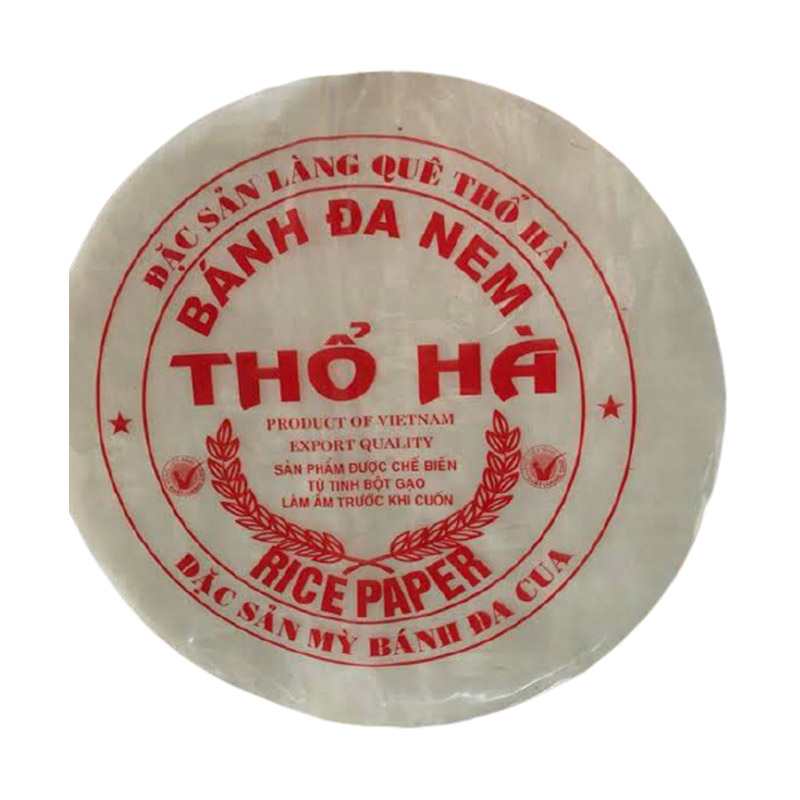 ĐẶC SẢN LÀNG QUÊ THỔ HÀ
BÁNH ĐA NEM
THỔ HÀ
PRODUCT OF VIETNAM
EXPORT QUALITY
SẢN PHẨM ĐƯỢC CHẾ BIẾN
TỪ TINH BỘT GẠO
LÀM ẨM TRƯỚC KHI CUỐN
RICE PAPER
ĐẶC SẢN MỲ BÁNH ĐA CUA